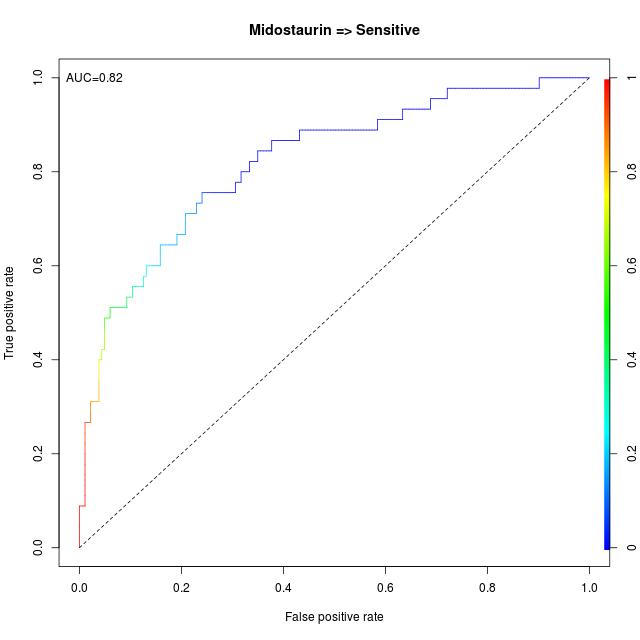 Midostaurin => Sensitive
AUC=0.82
True positive rate
1.0
0.8
0.6
0.4
0.2
0.0
1
0.8
0.6
0.4
0.2
0
0.0 0.2 0.4 0.6 0.8 1.0
False positive rate